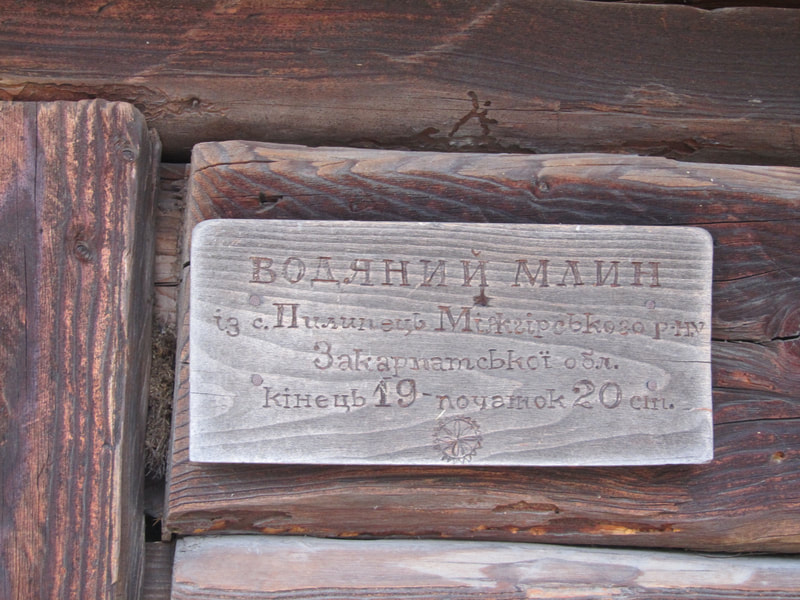 ВОДЯНИЙ МЛИН
із с. Пилипець Міжгірського р-ну
Закарпатської обл.
кінець 19-початок 20 ст.